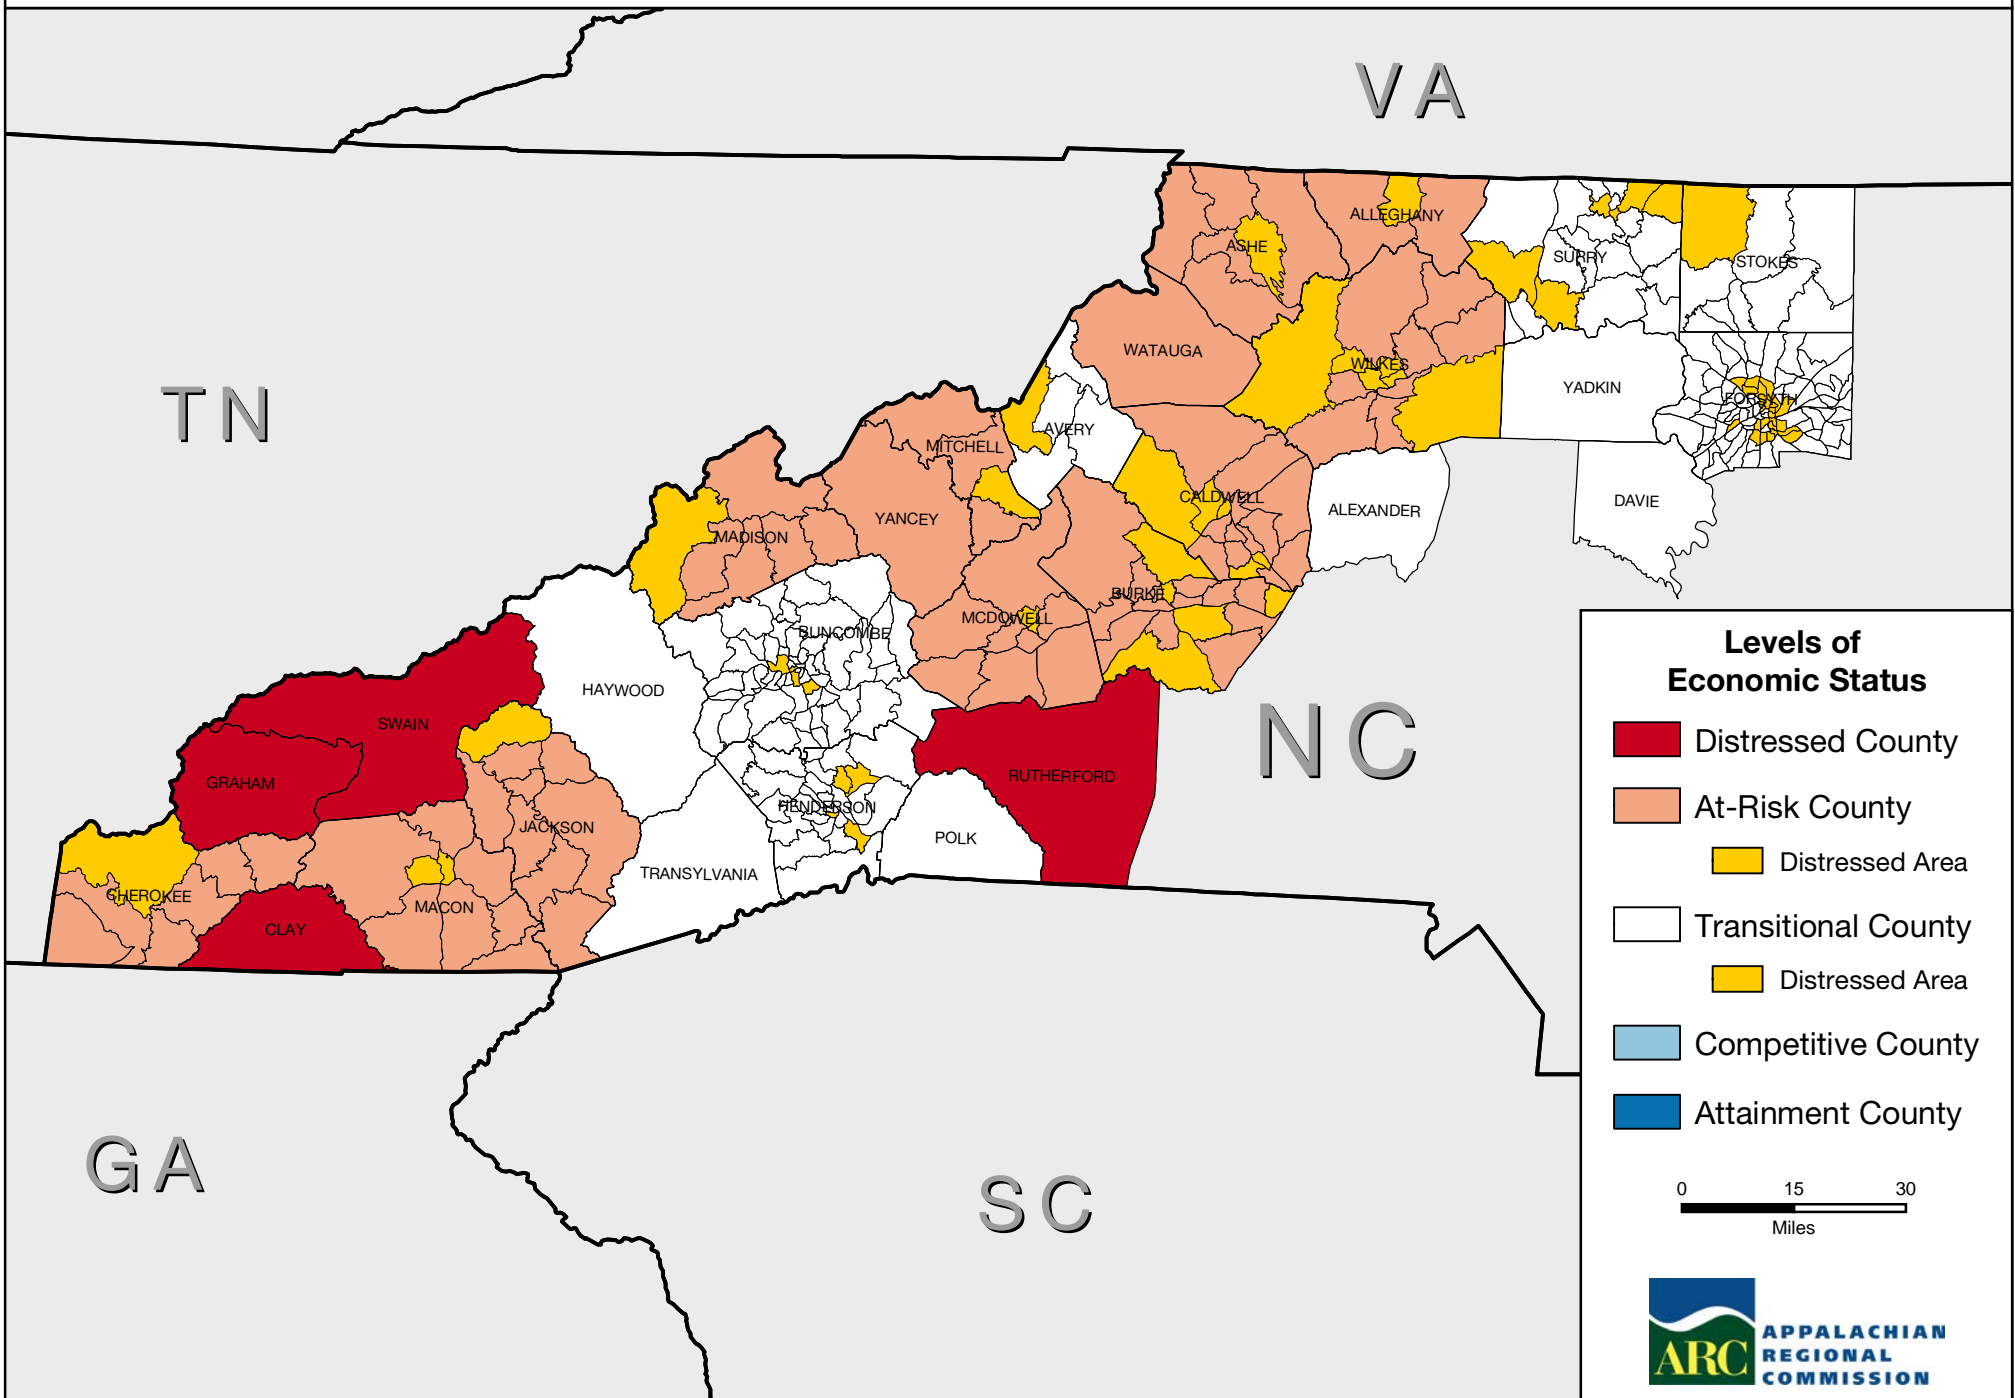 VA
TN
NC
GA
SC
ALLEGHANY
ASHE
SURRY
STOKES
WATAUGA
WILKES
YADKIN
FORSYTH
AVERY
MITCHELL
CALDWELL
ALEXANDER
DAVIE
YANCEY
MADISON
BURKE
MCDOWELL
BUNCOMBE
HAYWOOD
SWAIN
GRAHAM
RUTHERFORD
HENDERSON
JACKSON
POLK
TRANSYLVANIA
CHEROKEE
MACON
CLAY
Levels of
Economic Status
Distressed County
At-Risk County
Distressed Area
Transitional County
Distressed Area
Competitive County
Attainment County
0 15 30
Miles
ARC
APPALACHIAN
REGIONAL
COMMISSION